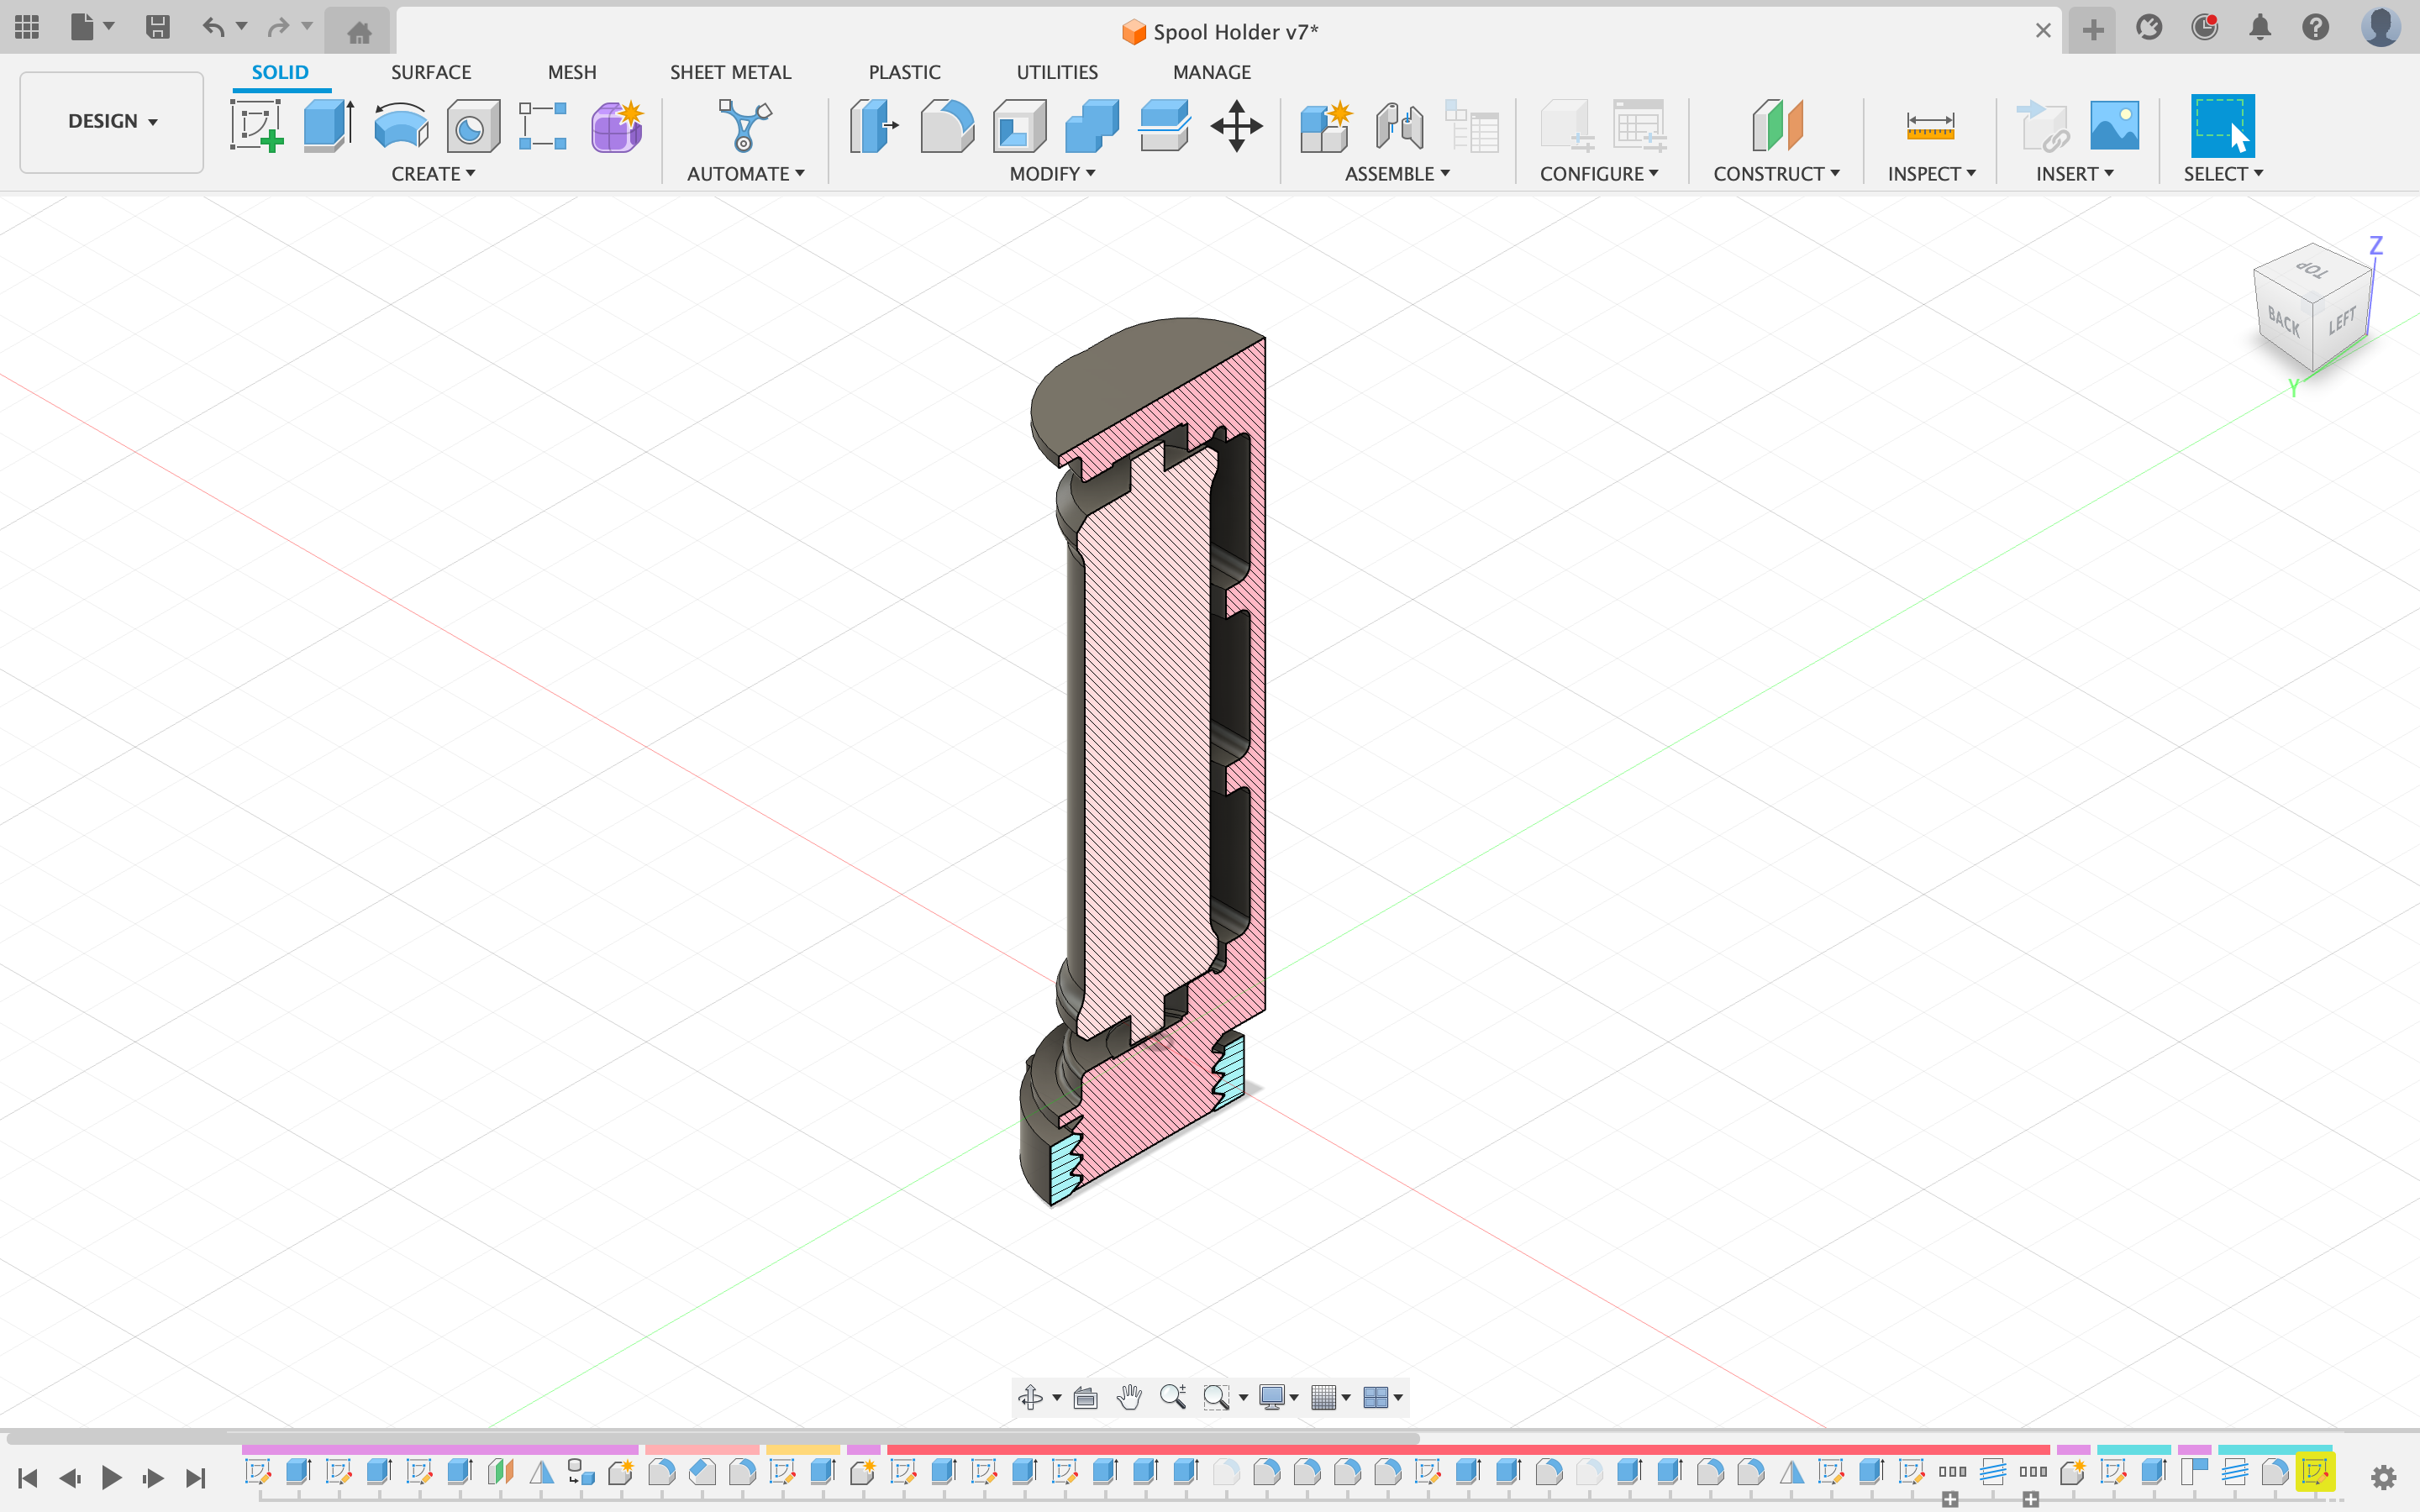 Spool Holder v7*
SOLID SURFACE MESH SHEET METAL PLASTIC UTILITIES MANAGE
DESIGN
CREATE AUTOMATE MODIFY ASSEMBLE CONFIGURE CONSTRUCT INSPECT INSERT SELECT
Z
TOP
BACK LEFT
Y